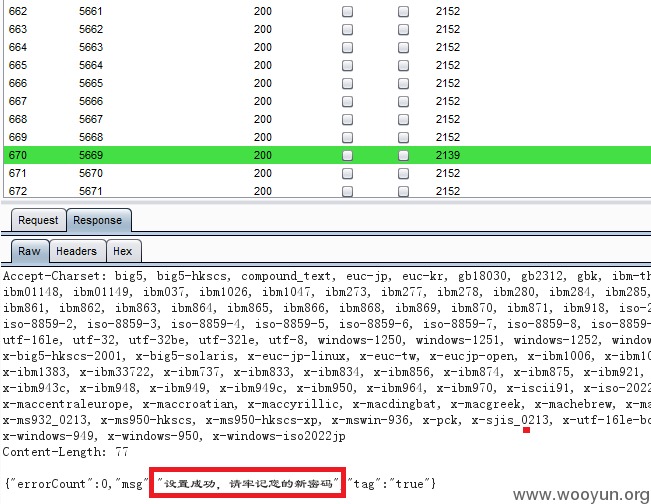 662 5661 200 2152
663 5662 200 2152
664 5663 200 2152
665 5664 200 2152
666 5665 200 2152
667 5666 200 2152
668 5667 200 2152
669 5668 200 2152
670 5669 200 2139
671 5670 200 2152
672 5671 200 2152
Request Response
Raw Headers Hex
Accept-Charset: big5, big5-hkscs, compound_text, euc-jp, euc-kr, gb18030, gb2312, gbk, ibm-th
ibm01148, ibm01149, ibm037, ibm1026, ibm1047, ibm273, ibm277, ibm278, ibm280, ibm284, ibm285,
ibm861, ibm862, ibm863, ibm864, ibm865, ibm866, ibm868, ibm869, ibm870, ibm871, ibm918, iso-2
iso-8859-2, iso-8859-3, iso-8859-4, iso-8859-5, iso-8859-6, iso-8859-7, iso-8859-8, iso-8859-
utf-16le, utf-32, utf-32be, utf-32le, utf-8, windows-1250, windows-1251, windows-1252, windows
x-big5-hkscs-2001, x-big5-solaris, x-euc-jp-linux, x-euc-tw, x-eucjp-open, x-ibm1006, x-ibm10
x-ibm1383, x-ibm33722, x-ibm737, x-ibm833, x-ibm834, x-ibm856, x-ibm874, x-ibm875, x-ibm921,
x-ibm943c, x-ibm948, x-ibm949, x-ibm949c, x-ibm950, x-ibm964, x-ibm970, x-iscii91, x-iso-2022
x-maccentraleurope, x-maccroatian, x-maccyrillic, x-macdingbat, x-macgreek, x-machebrew, x-mac
x-ms932_0213, x-ms950-hkscs, x-ms950-hkscs-xp, x-mswin-936, x-pck, x-sjis_0213, x-utf-16le-bo
x-windows-949, x-windows-950, x-windows-iso2022jp
Content-Length: 77
{"errorCount":0,"msg":"设置成功，请牢记您的新密码","tag":"true"}
www.wooyun.org